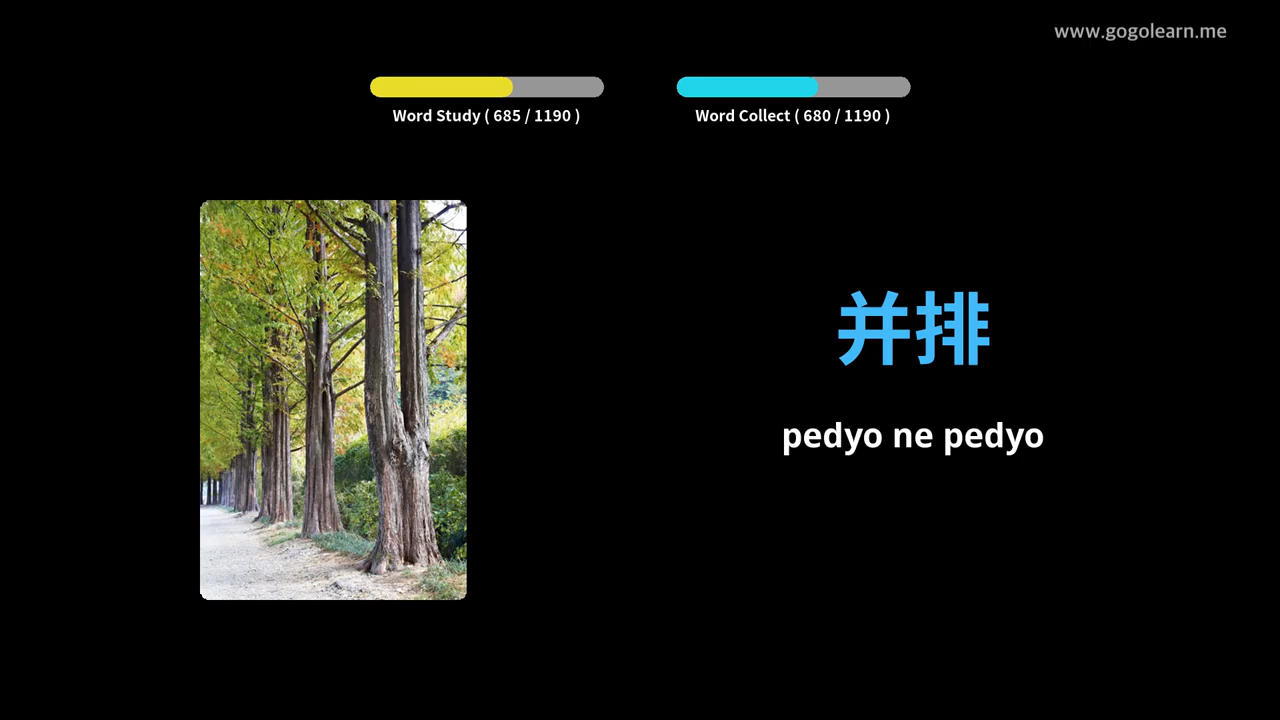 www.gogolearn.me
Word Study ( 685 / 1190 )
Word Collect ( 680 / 1190 )
并排
pedyo ne pedyo